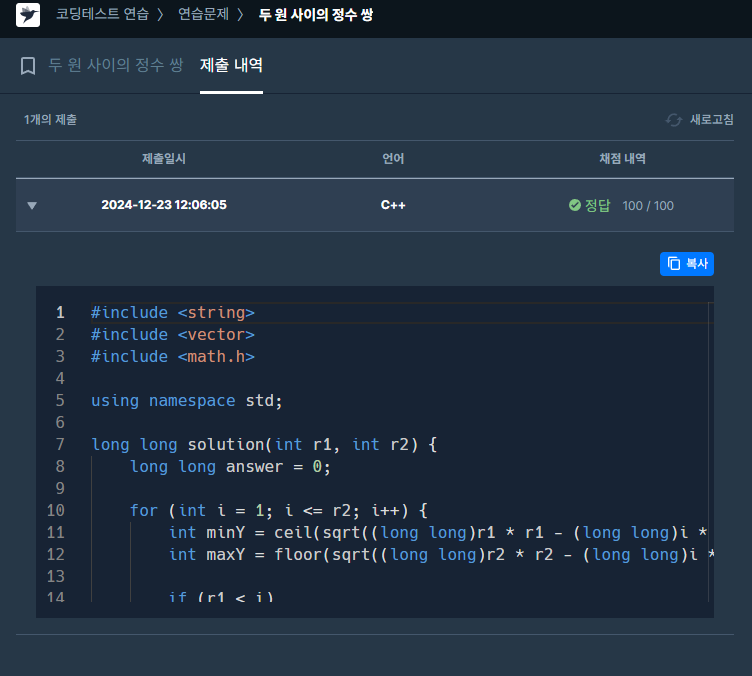 코딩테스트 연습 〉 연습문제 〉 두 원 사이의 정수 쌍
두 원 사이의 정수 쌍 제출 내역
1개의 제출 새로고침
제출일시 언어 채점 내역
▼ 2024-12-23 12:06:05 C++ 정답 100 / 100
복사
1 #include <string>
2 #include <vector>
3 #include <math.h>
4
5 using namespace std;
6
7 long long solution(int r1, int r2) {
8 long long answer = 0;
9
10 for (int i = 1; i <= r2; i++) {
11 int minY = ceil(sqrt((long long)r1 * r1 - (long long)i *
12 int maxY = floor(sqrt((long long)r2 * r2 - (long long)i *
13
14 if (r1 < i)